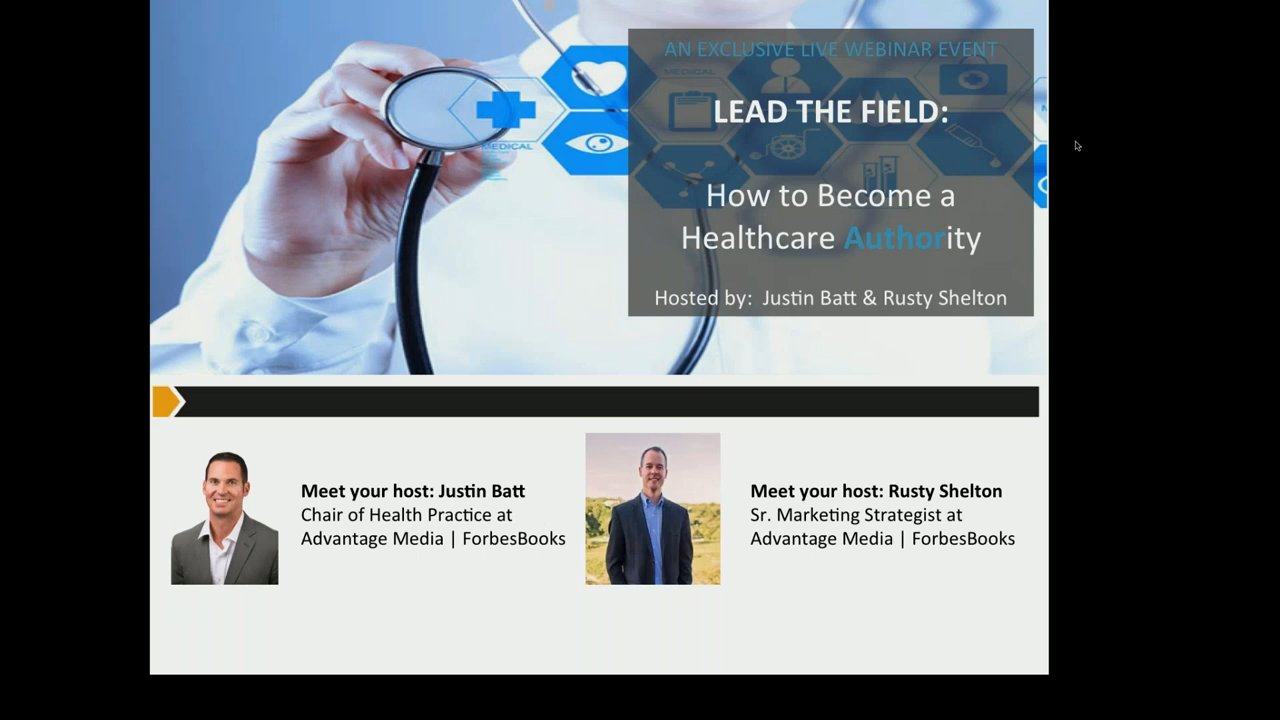 AN EXCLUSIVE LIVE WEBINAR EVENT
MEDICAL
LEAD THE FIELD:
MEDICAL
How to Become a
Healthcare Authority
Hosted by: Justin Batt & Rusty Shelton
Meet your host: Justin Batt
Chair of Health Practice at
Advantage Media | ForbesBooks
Meet your host: Rusty Shelton
Sr. Marketing Strategist at
Advantage Media | ForbesBooks